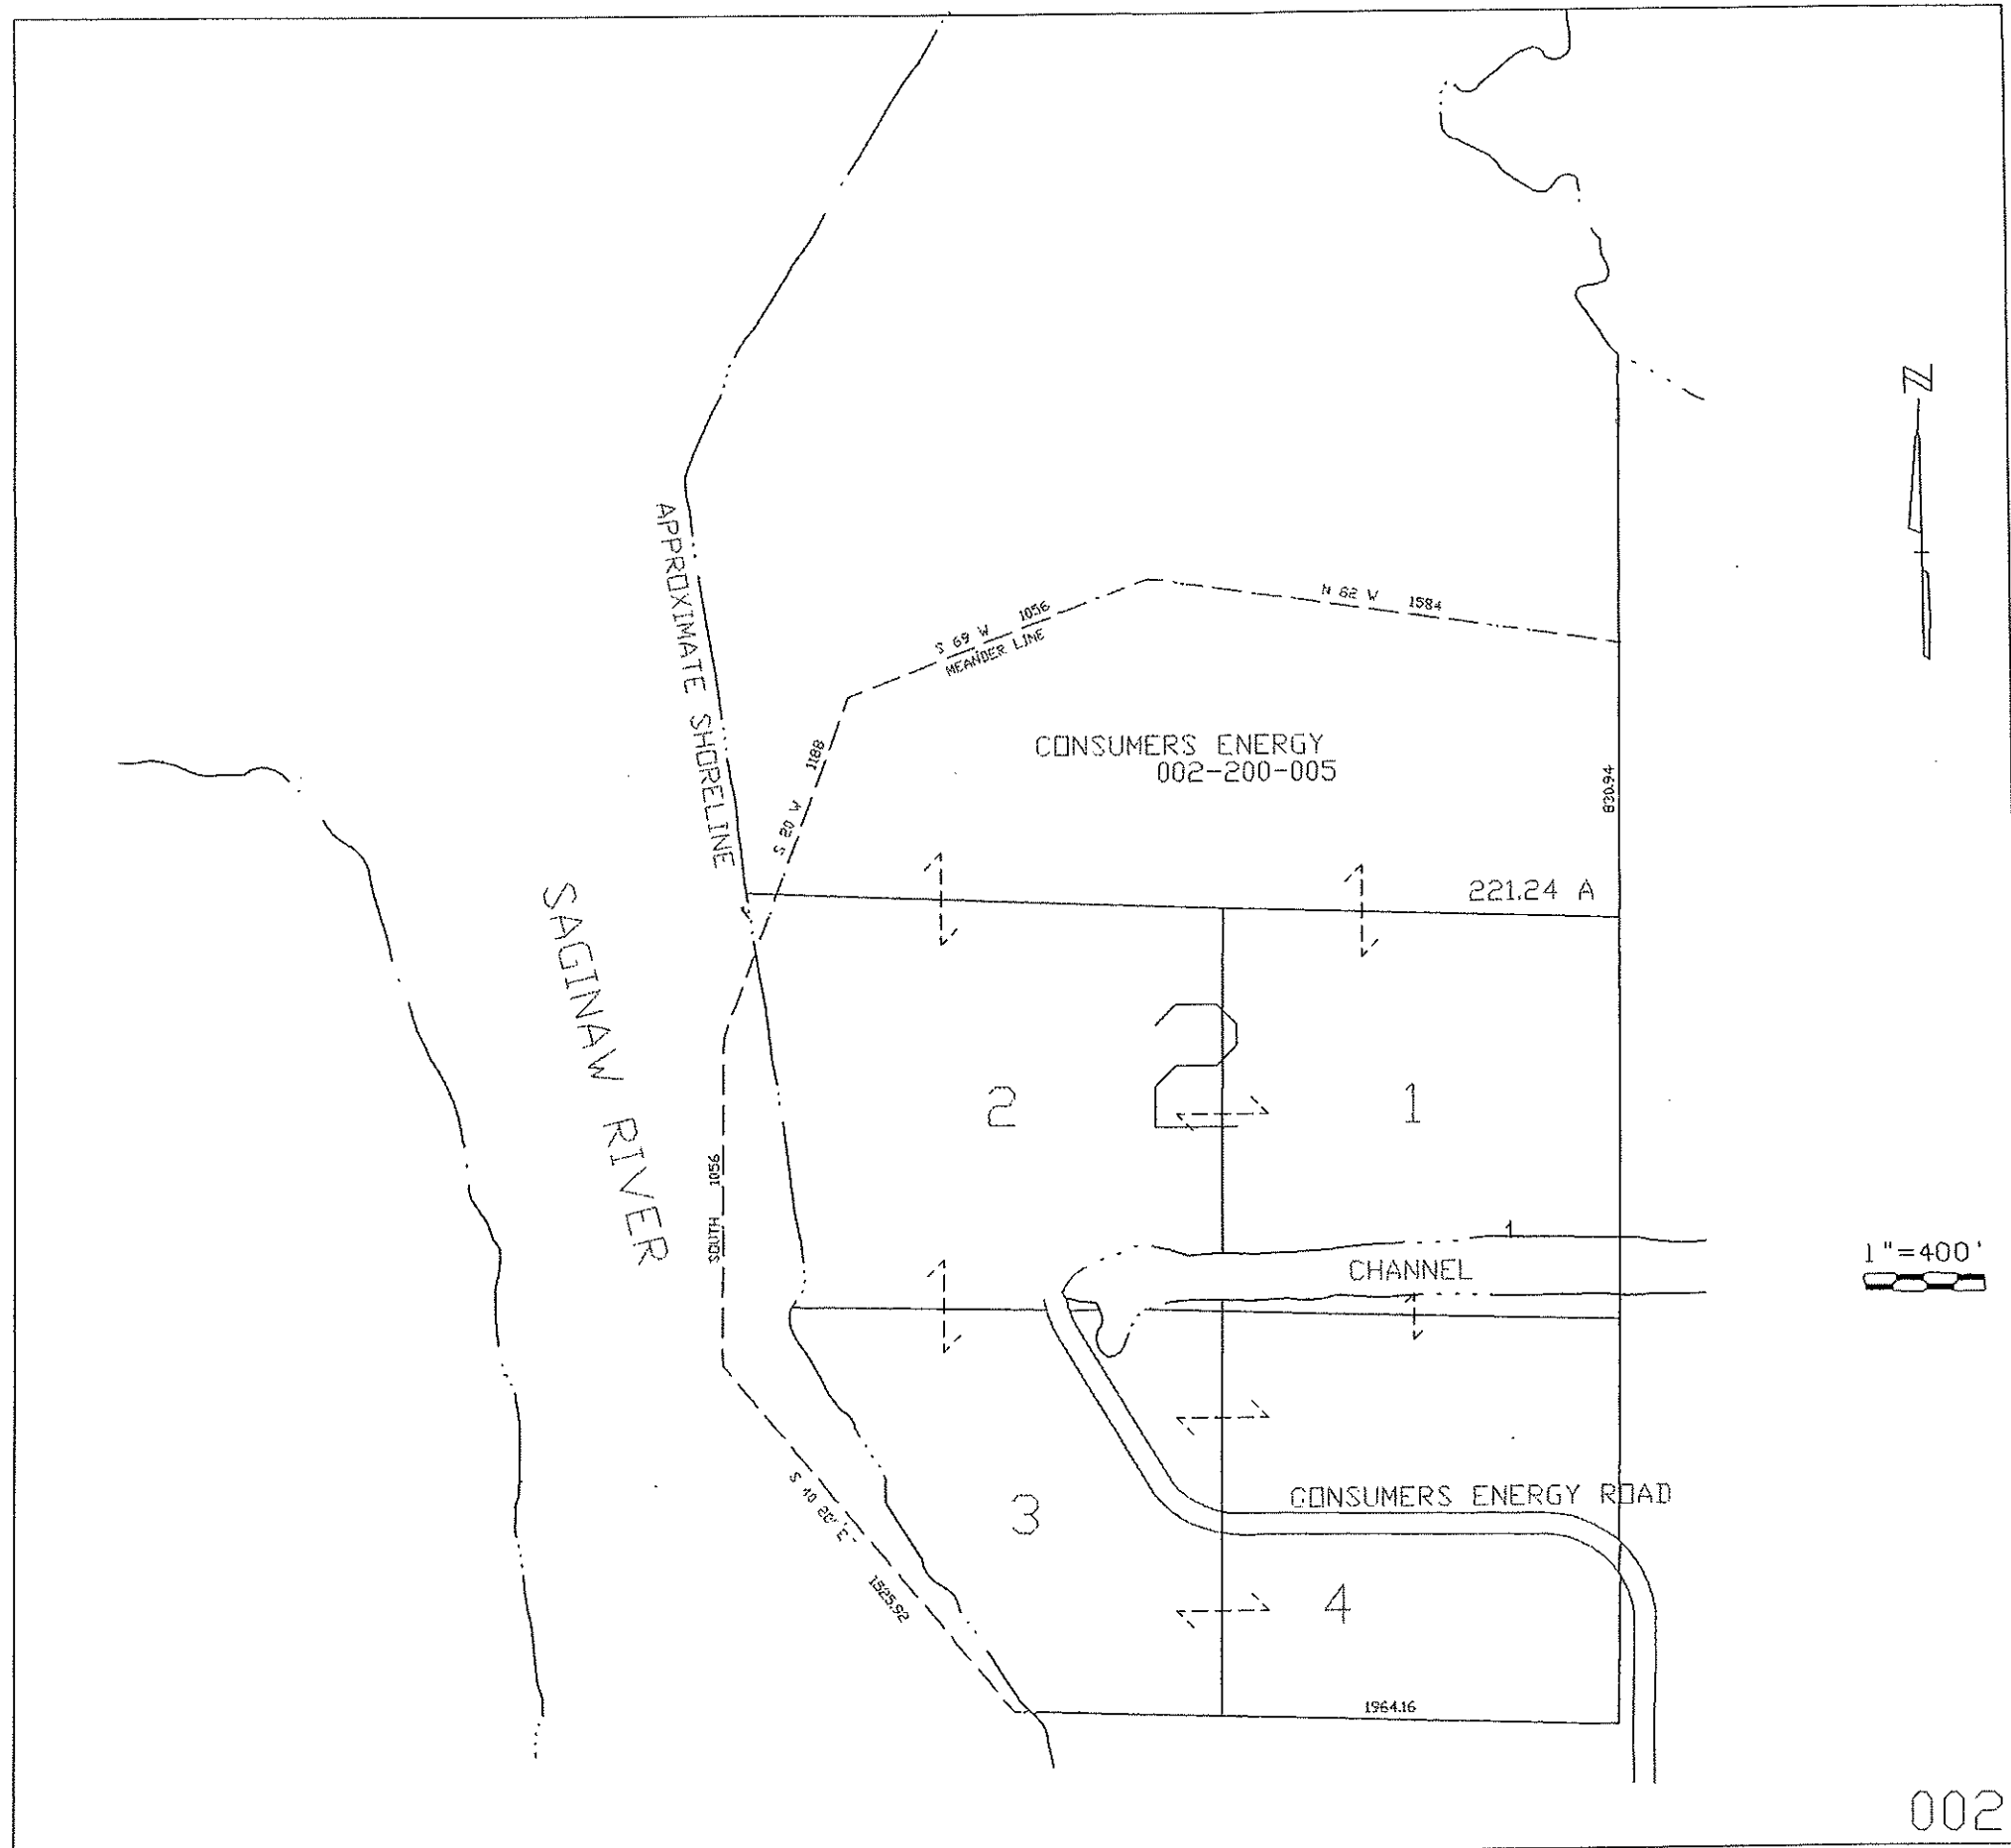 Z
APPROXIMATE SHORELINE
N 62 W 1584
S 69 W 1056
MEANDER LINE
S 20 W 1188
CONSUMERS ENERGY
002-200-005
830.94
221.24 A
SAGINAW RIVER
2
2
1
SOUTH 1056
CHANNEL
1"=400'
S 40 20' E
1525.92
CONSUMERS ENERGY ROAD
3
4
1964.16
002